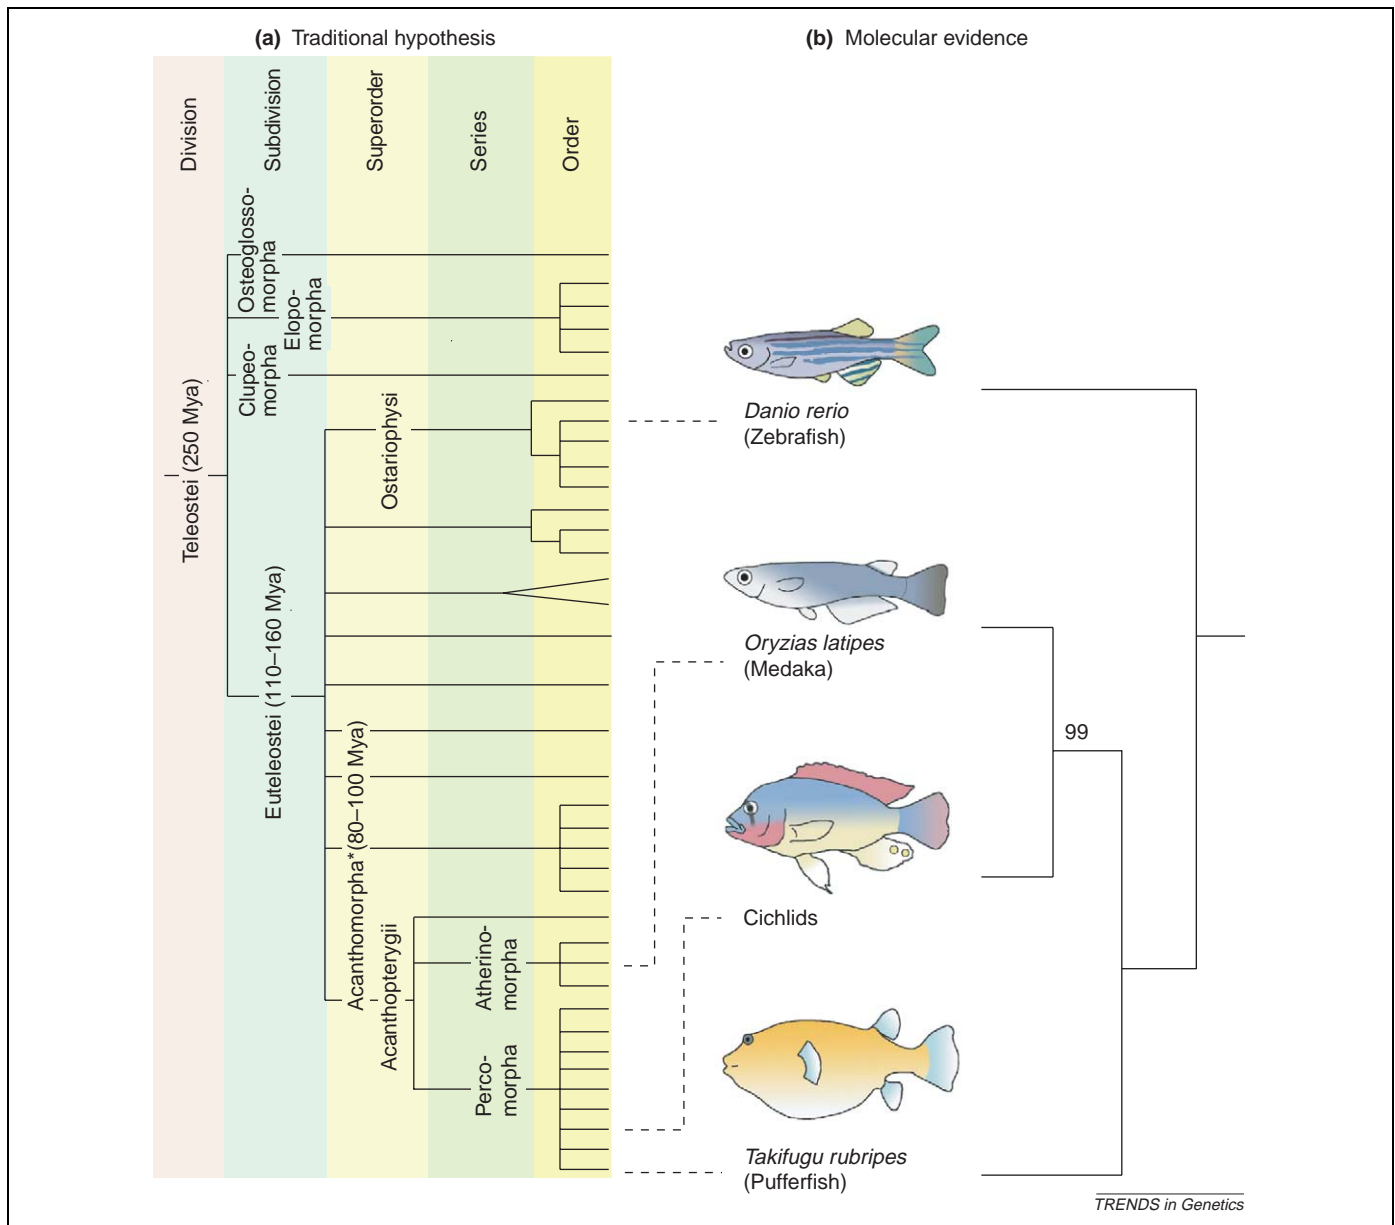 (a) Traditional hypothesis
(b) Molecular evidence
Division
Subdivision
Superorder
Series
Order
Osteoglosso-
morpha
Elopo-
morpha
Clupeo-
morpha
Teleostei (250 Mya)
Ostariophysi
Euteleostei (110–160 Mya)
Acanthomorpha*(80–100 Mya)
Acanthopterygii
Atherino-
morpha
Perco-
morpha
Danio rerio
(Zebrafish)
Oryzias latipes
(Medaka)
99
Cichlids
Takifugu rubripes
(Pufferfish)
TRENDS in Genetics